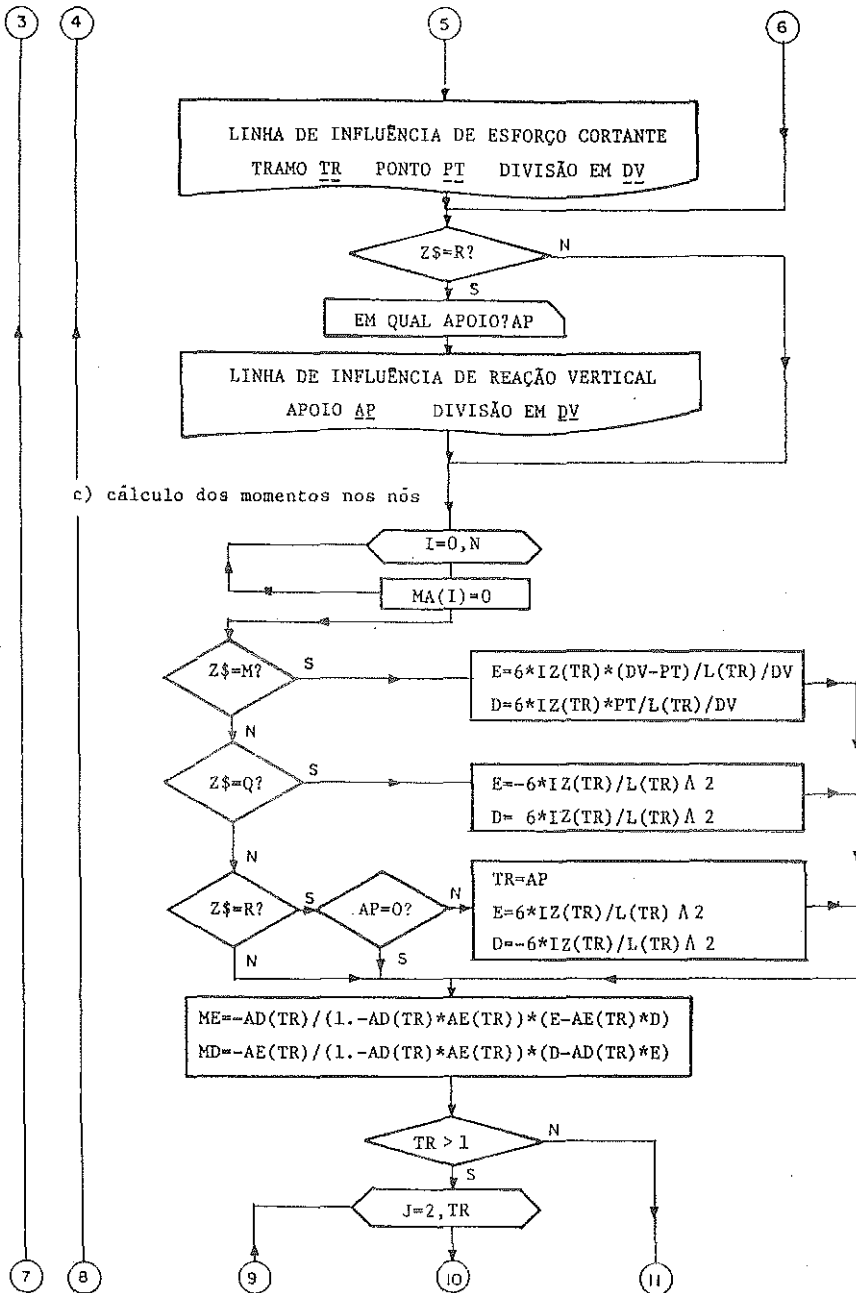 3 4 5 6
LINHA DE INFLUÊNCIA DE ESFORÇO CORTANTE
TRAMO TR PONTO PT DIVISÃO EM DV
Z$=R?
N
S
EM QUAL APOIO?AP
LINHA DE INFLUÊNCIA DE REAÇÃO VERTICAL
APOIO AP DIVISÃO EM DV
c) cálculo dos momentos nos nós
I=0,N
MA(I)=0
Z$=M?
S
E=6*IZ(TR)*(DV-PT)/L(TR)/DV
D=6*IZ(TR)*PT/L(TR)/DV
N
Z$=Q?
S
E=-6*IZ(TR)/L(TR)Λ 2
D= 6*IZ(TR)/L(TR)Λ 2
N
Z$=R?
S
AP=0?
N
TR=AP
E=6*IZ(TR)/L(TR) Λ 2
D=-6*IZ(TR)/L(TR)Λ 2
N
S
ME=-AD(TR)/(1.-AD(TR)*AE(TR))*(E-AE(TR)*D)
MD=-AE(TR)/(1.-AD(TR)*AE(TR))*(D-AD(TR)*E)
TR > 1
N
S
J=2,TR
7 8 9 10 11